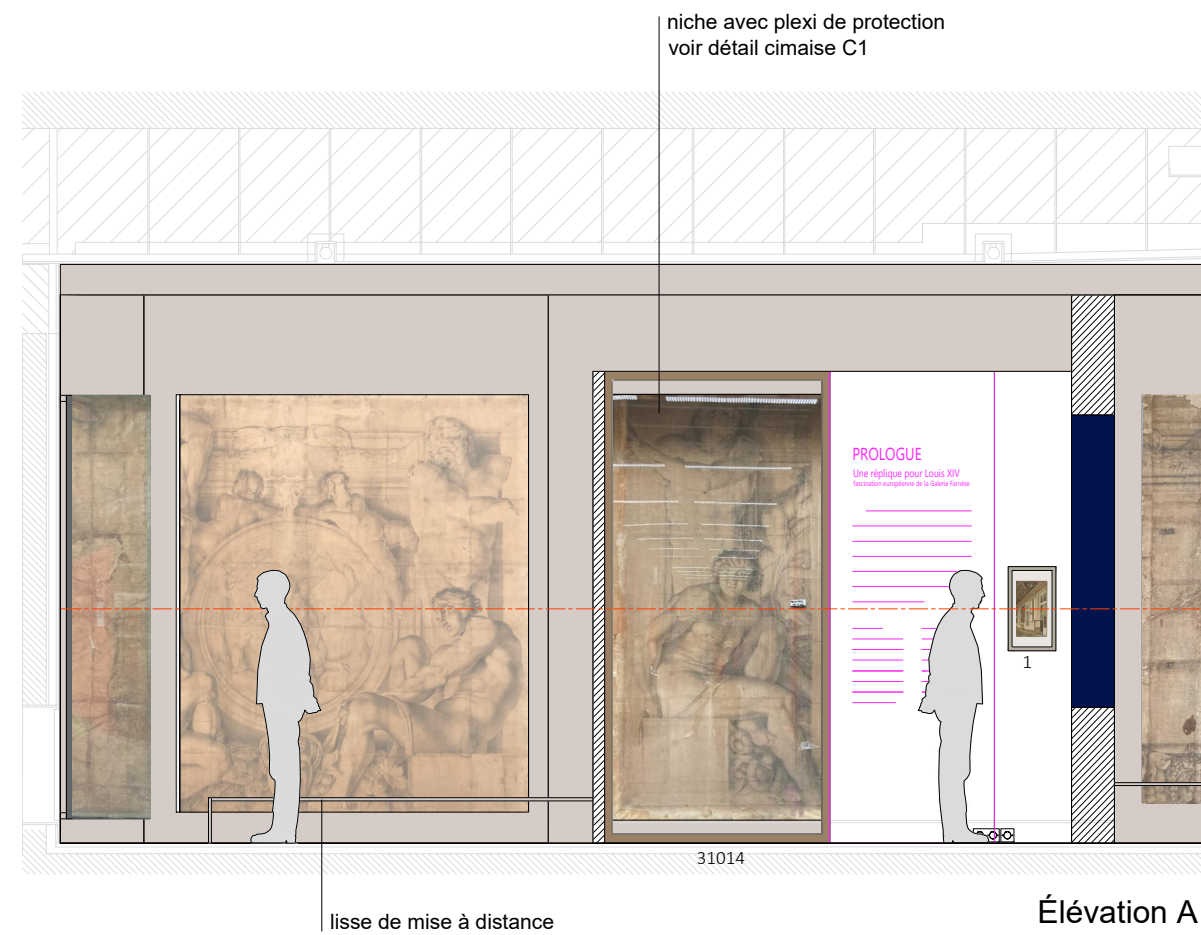 niche avec plexi de protection
voir détail cimaise C1
PROLOGUE
Une réplique pour Louis XIV
fascination européenne de la Galerie Farnèse
1
31014
lisse de mise à distance
Élévation A